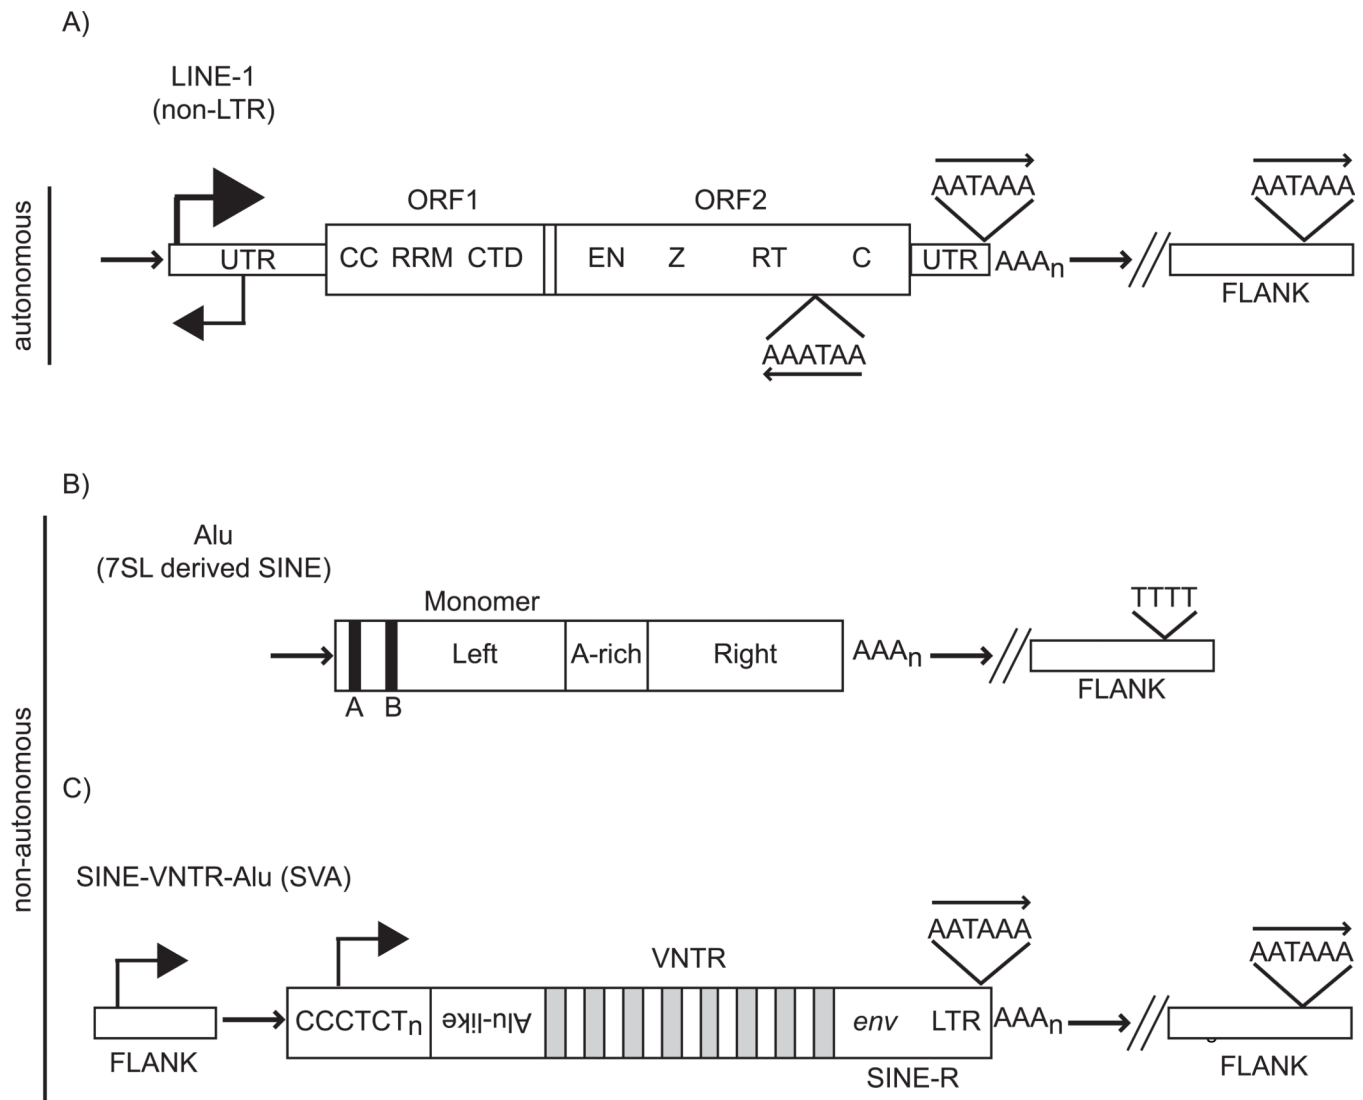 A)
LINE-1
(non-LTR)
autonomous
ORF1
ORF2
AATAAA
AATAAA
UTR
CC RRM CTD
EN Z RT C
UTR
AAAn
FLANK
AAATAA
B)
non-autonomous
Alu
(7SL derived SINE)
Monomer
TTTT
Left
A-rich
Right
AAAn
FLANK
A B
C)
SINE-VNTR-Alu (SVA)
AATAAA
VNTR
AATAAA
CCCTCTn
Alu-like
env
LTR
AAAn
FLANK
SINE-R
FLANK